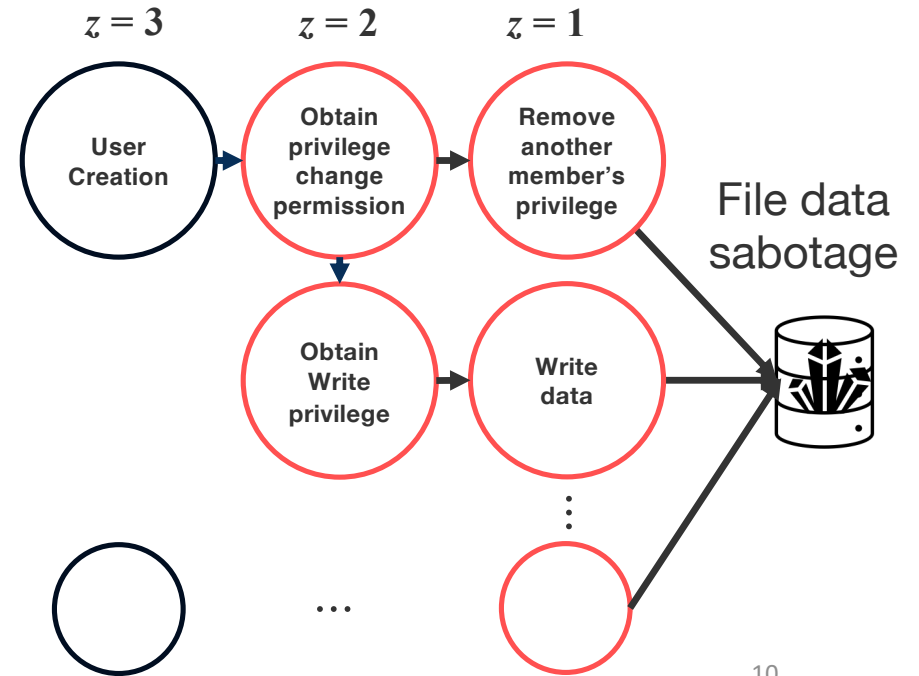 z = 3
z = 2
z = 1
User
Creation
Obtain
privilege
change
permission
Remove
another
member's
privilege
File data
sabotage
Obtain
Write
privilege
Write
data
⋮
...
10